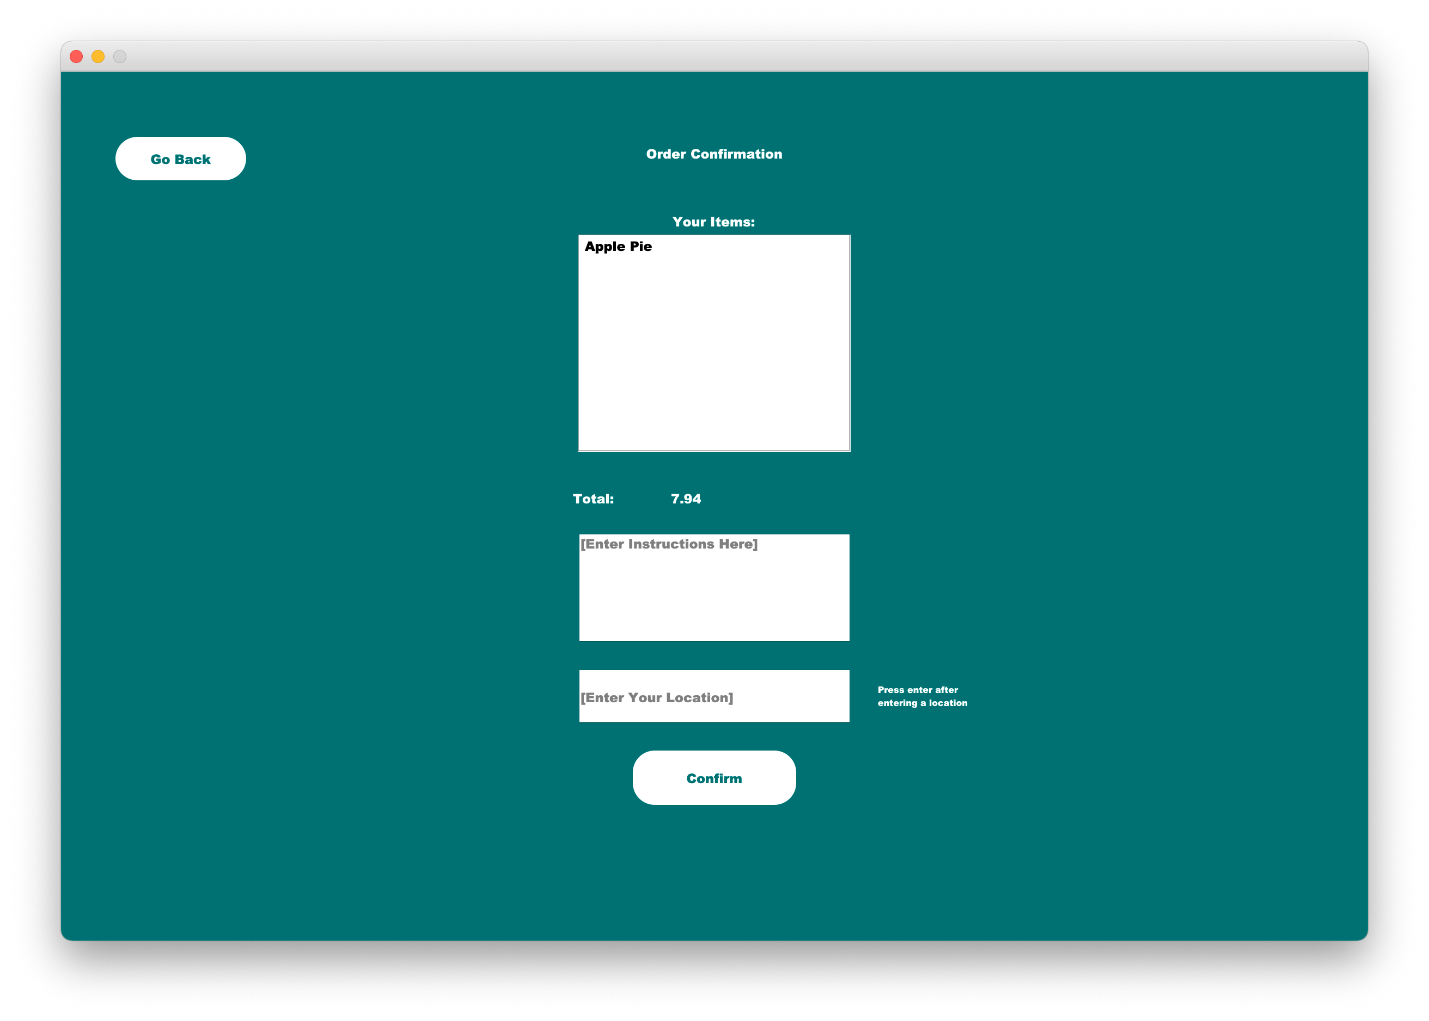 Go Back
Order Confirmation
Your Items:
Apple Pie
Total: 7.94
[Enter Instructions Here]
[Enter Your Location]
Press enter after
entering a location
Confirm